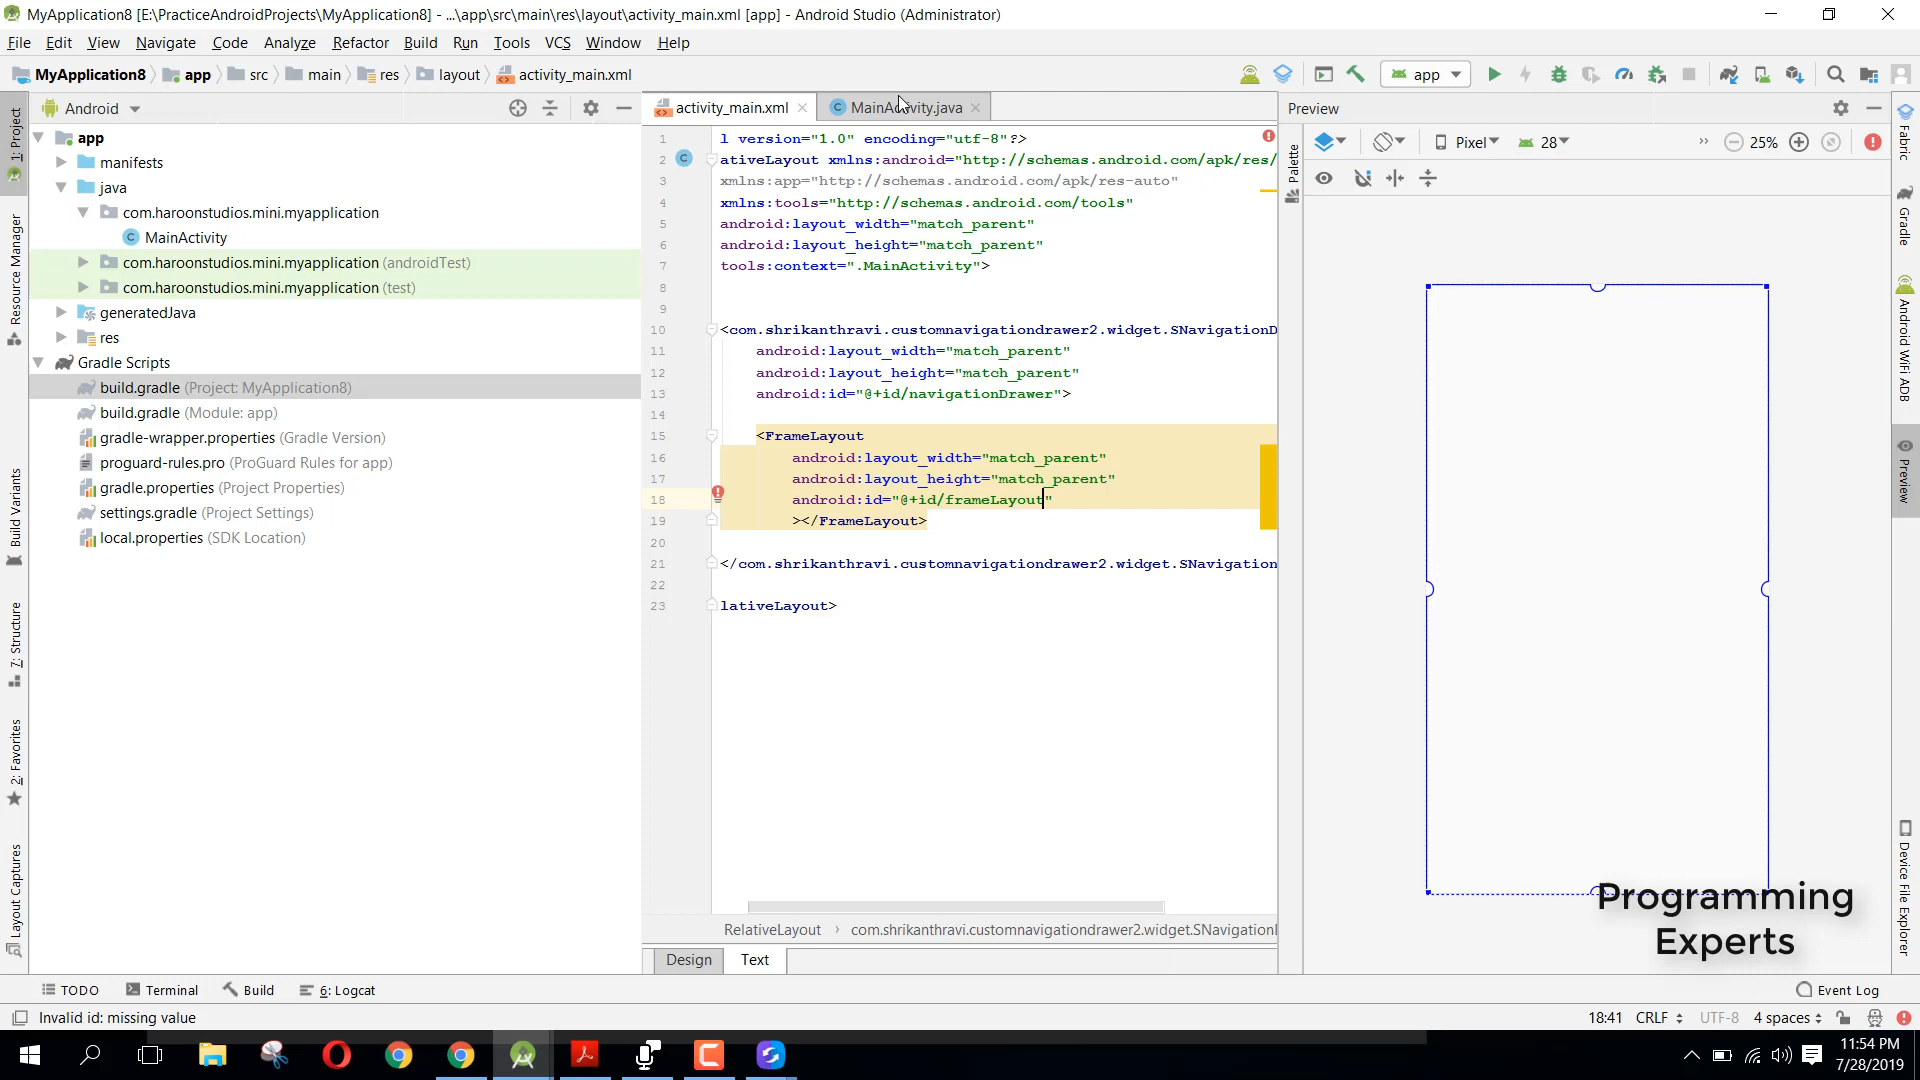 MyApplication8 [E:\PracticeAndroidProjects\MyApplication8] - ...\app\src\main\res\layout\activity_main.xml [app] - Android Studio (Administrator)
File Edit View Navigate Code Analyze Refactor Build Run Tools VCS Window Help
MyApplication8 app src main res layout activity_main.xml app
Android activity_main.xml MainActivity.java Preview
Pixel 28 25%
1: Project
Resource Manager
Build Variants
7: Structure
2: Favorites
Layout Captures
app
manifests
java
com.haroonstudios.mini.myapplication
MainActivity
com.haroonstudios.mini.myapplication (androidTest)
com.haroonstudios.mini.myapplication (test)
generatedJava
res
Gradle Scripts
build.gradle (Project: MyApplication8)
build.gradle (Module: app)
gradle-wrapper.properties (Gradle Version)
proguard-rules.pro (ProGuard Rules for app)
gradle.properties (Project Properties)
settings.gradle (Project Settings)
local.properties (SDK Location)
1 l version="1.0" encoding="utf-8"?>
2 ativeLayout xmlns:android="http://schemas.android.com/apk/res/
3 xmlns:app="http://schemas.android.com/apk/res-auto"
4 xmlns:tools="http://schemas.android.com/tools"
5 android:layout_width="match_parent"
6 android:layout_height="match_parent"
7 tools:context=".MainActivity">
8
9
10 <com.shrikanthravi.customnavigationdrawer2.widget.SNavigationD
11 android:layout_width="match_parent"
12 android:layout_height="match_parent"
13 android:id="@+id/navigationDrawer">
14
15 <FrameLayout
16 android:layout_width="match_parent"
17 android:layout_height="match_parent"
18 android:id="@+id/frameLayout"
19 ></FrameLayout>
20
21 </com.shrikanthravi.customnavigationdrawer2.widget.SNavigation
22
23 lativeLayout>
RelativeLayout › com.shrikanthravi.customnavigationdrawer2.widget.SNavigationI
Design Text
Palette
Fabric
Gradle
Android WiFi ADB
Preview
Device File Explorer
Programming
Experts
TODO Terminal Build 6: Logcat Event Log
Invalid id: missing value 18:41 CRLF UTF-8 4 spaces
11:54 PM
7/28/2019